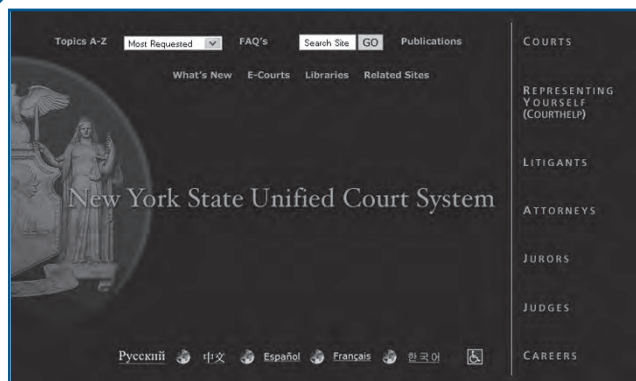 Topics A-Z Most Requested FAQ's Search Site GO Publications
What's New E-Courts Libraries Related Sites
New York State Unified Court System
Русский 中文 Español Français 한국어
COURTS
REPRESENTING
YOURSELF
(COURTHELP)
LITIGANTS
ATTORNEYS
JURORS
JUDGES
CAREERS